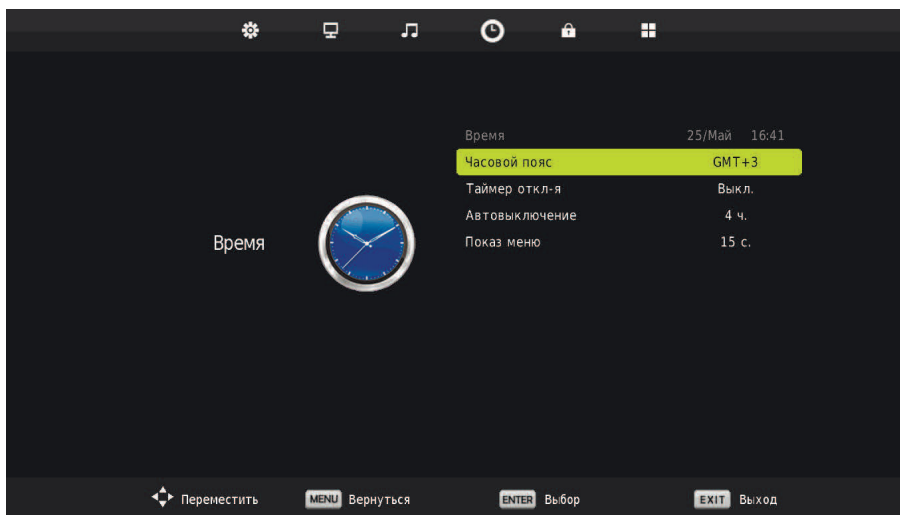 Время 25/Май 16:41
Часовой пояс GMT+3
Таймер откл-я Выкл.
Автовыключение 4 ч.
Время
Показ меню 15 с.
Переместить MENU Вернуться ENTER Выбор EXIT Выход